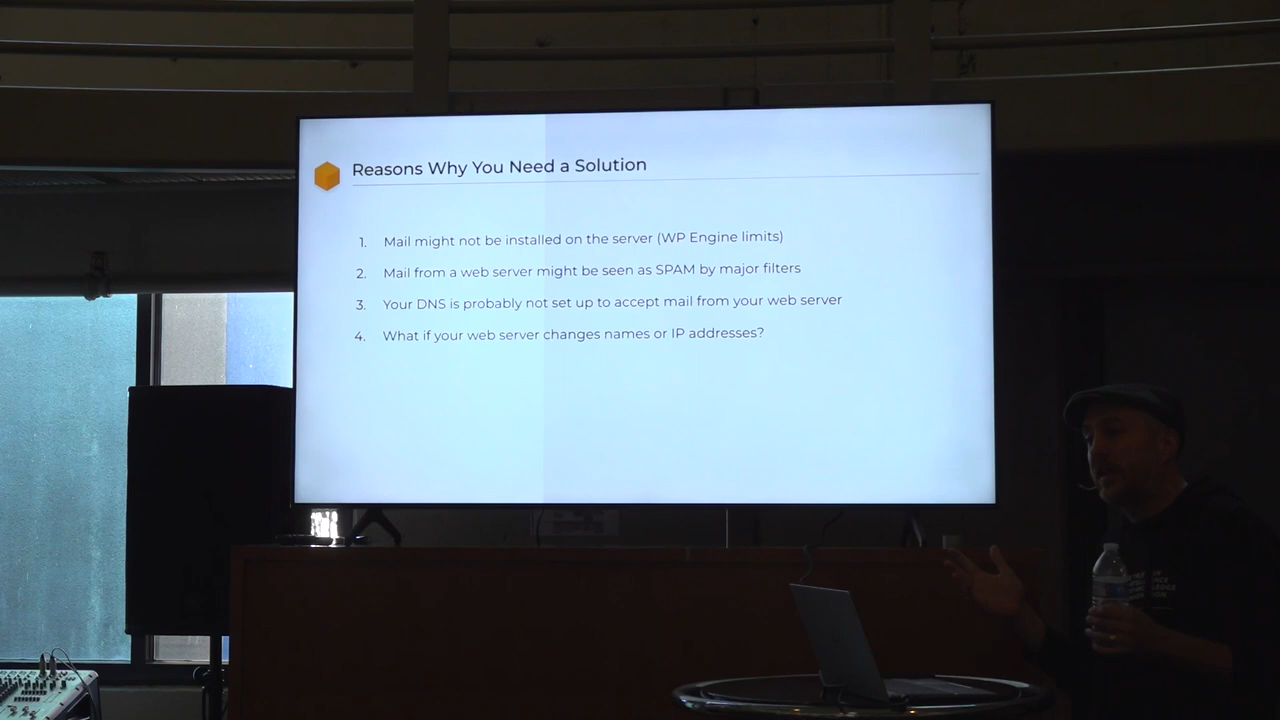 Reasons Why You Need a Solution
1. Mail might not be installed on the server (WP Engine limits)
2. Mail from a web server might be seen as SPAM by major filters
3. Your DNS is probably not set up to accept mail from your web server
4. What if your web server changes names or IP addresses?